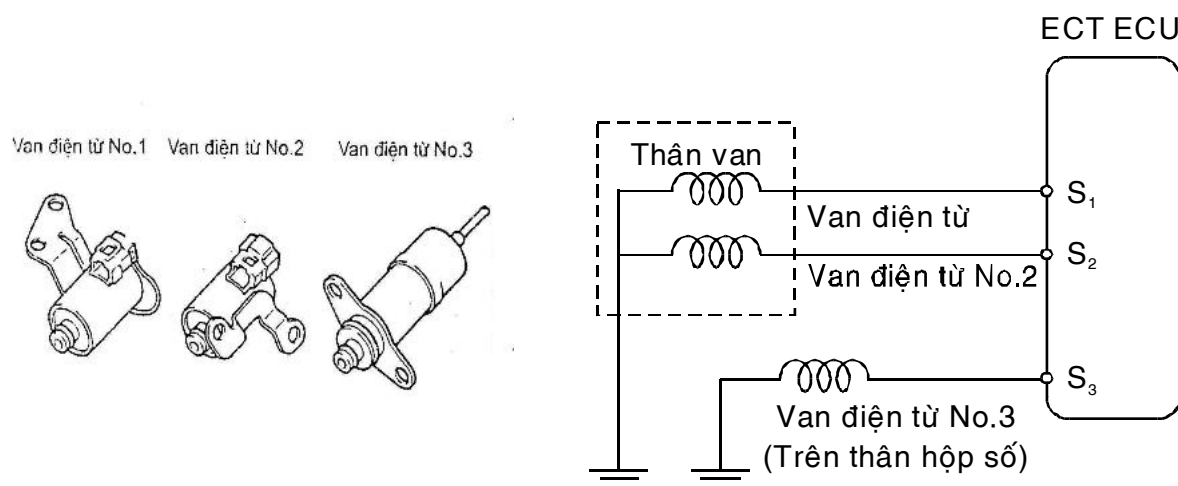 ECT ECU
Van điện từ No.1 Van điện từ No.2 Van điện từ No.3
Thân van
S₁
Van điện từ
S₂
Van điện từ No.2
S₃
Van điện từ No.3
(Trên thân hộp số)